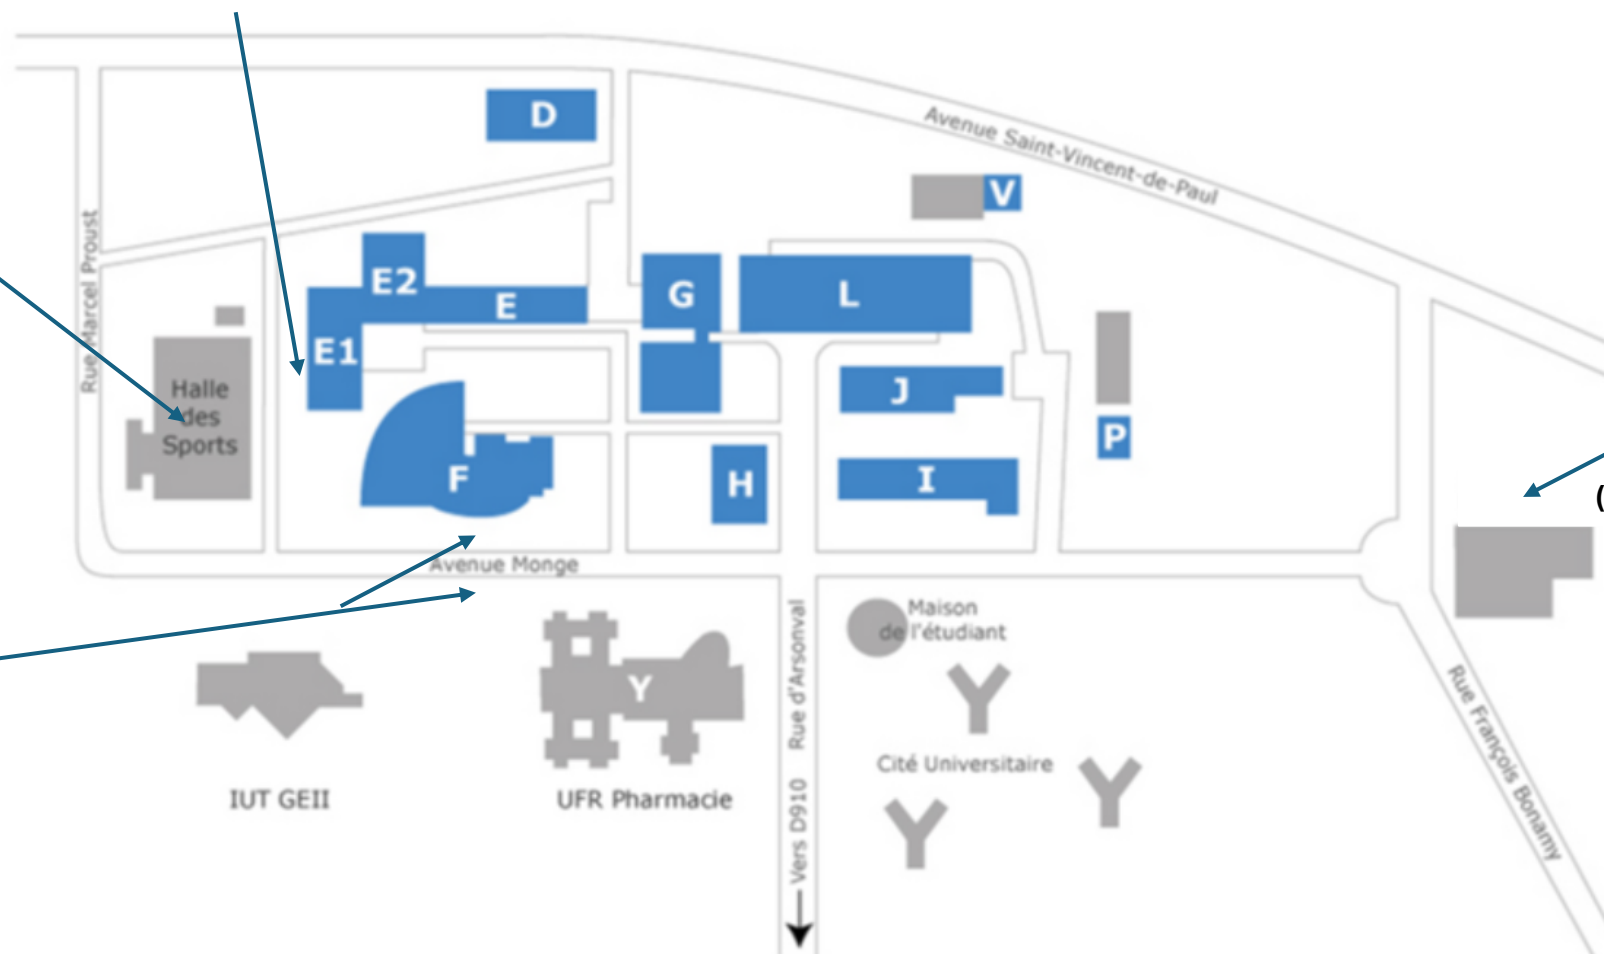 D
Avenue Saint-Vincent-de-Paul
V
Rue Marcel Proust
E2
E
G
L
E1
Halle
des
Sports
J
P
F
H
I
(
Avenue Monge
Maison
de l'étudiant
Y
Rue d'Arsonval
Vers D910
Cité Universitaire
Rue François Bonamy
IUT GEII
UFR Pharmacie